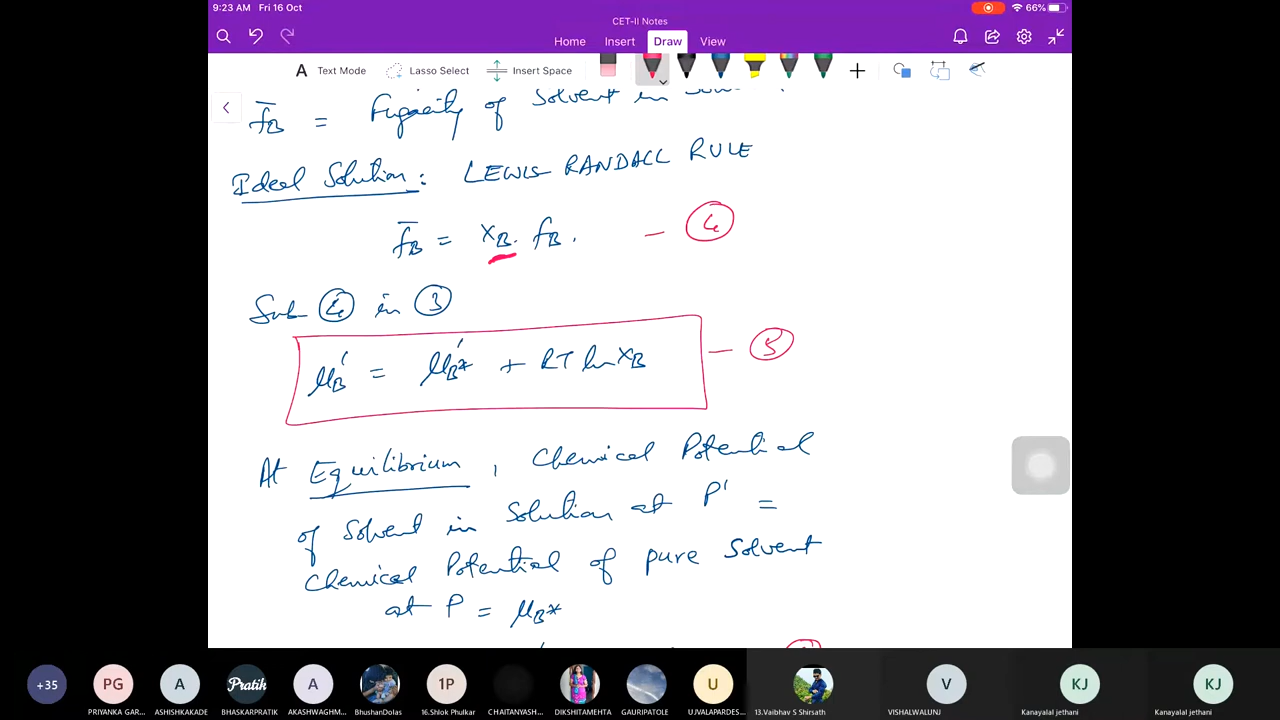 9:23 AM Fri 16 Oct
66%
CET-II Notes
Home Insert Draw View
A Text Mode Lasso Select Insert Space
f̄B = Fugacity of Solvent in
Ideal Solution: LEWIS RANDALL RULE
f̄B = xB. fB. — ④
Sub ④ in ③
μB' = μB*' + RT ln xB — ⑤
At Equilibrium, Chemical Potential
of Solvent in Solution at P' =
Chemical Potential of pure Solvent
at P = μB*
+35 PG A Pratik A 1P U V KJ KJ
PRIYANKA GAR... ASHISHKAKADE BHASKARPRATIK AKASHWAGHM... BhushanDolas 16.Shlok Phulkar CHAITANYASH... DIKSHITAMEHTA GAURIPATOLE UJVALAPARDES... 13.Vaibhav S Shirsath VISHALWALUNJ Kanayalal jethani Kanayalal jethani